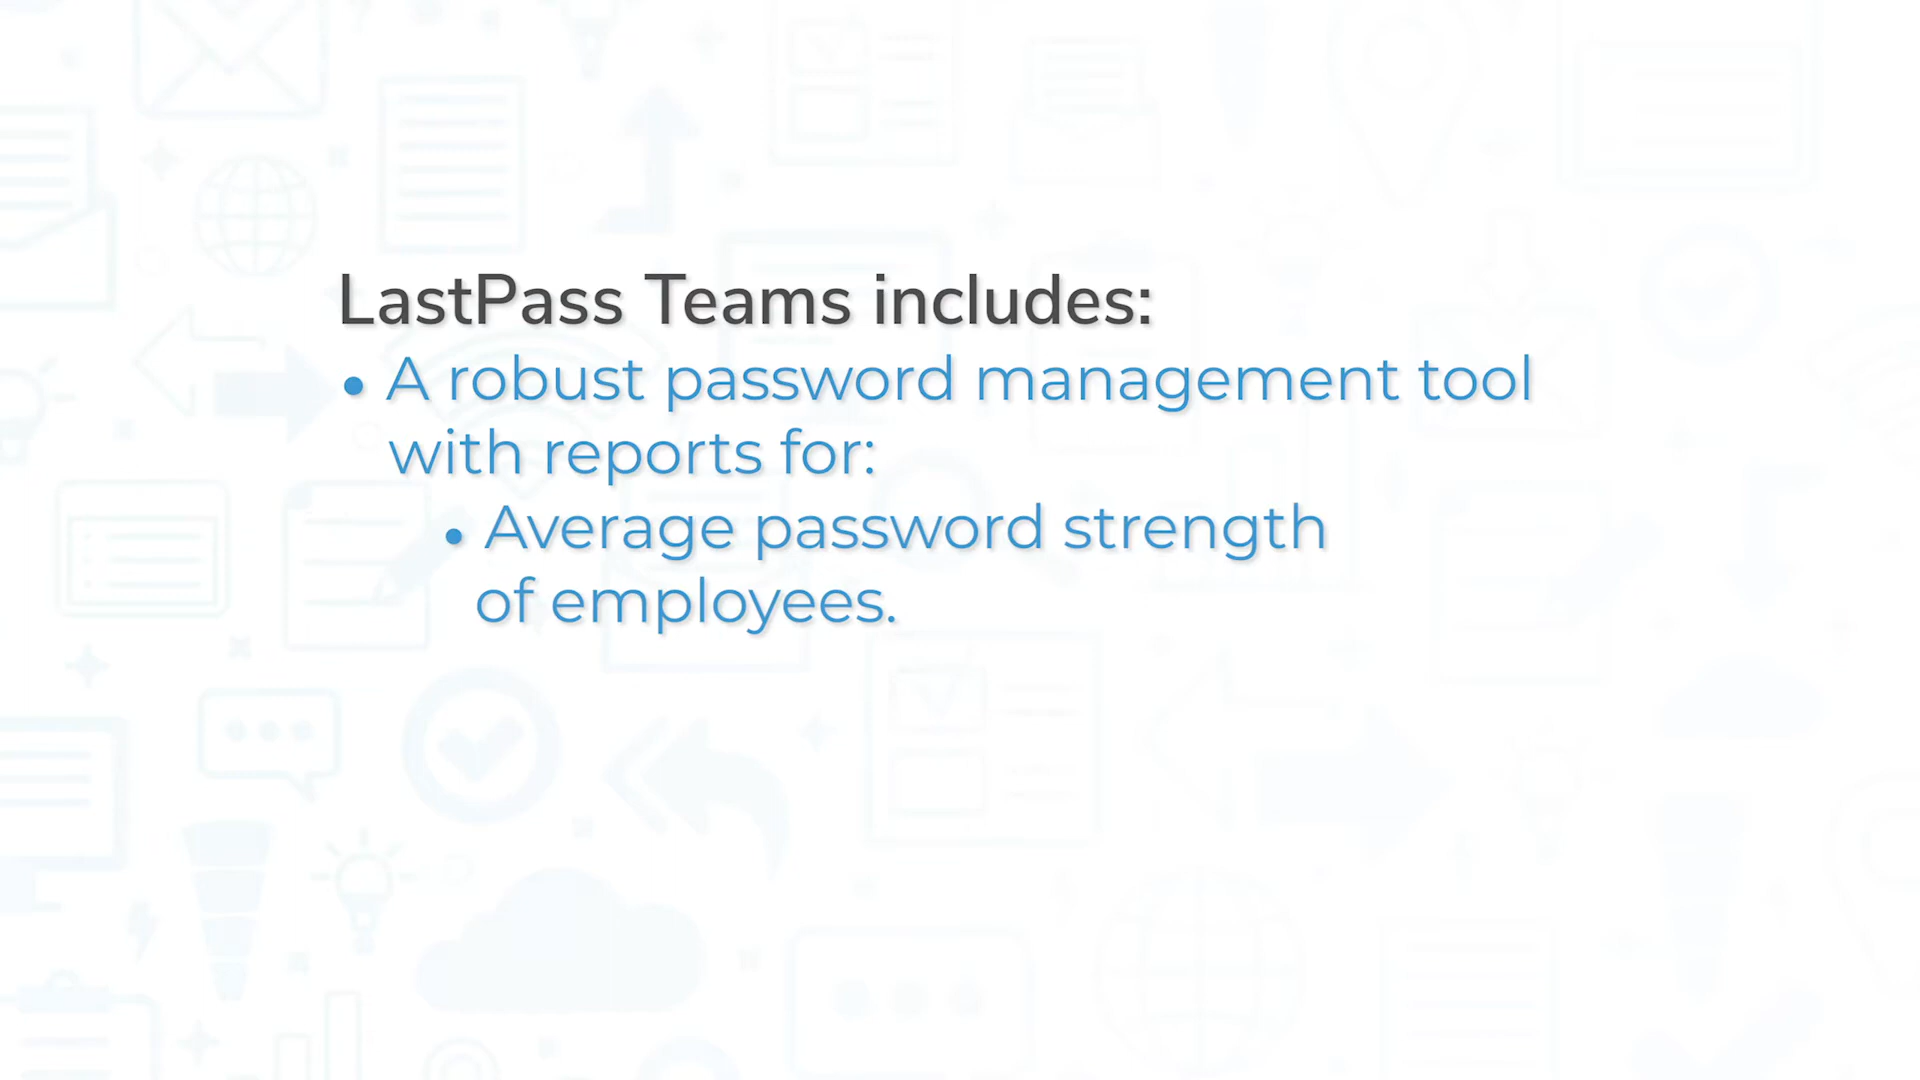 LastPass Teams includes:
• A robust password management tool
with reports for:
• Average password strength
of employees.